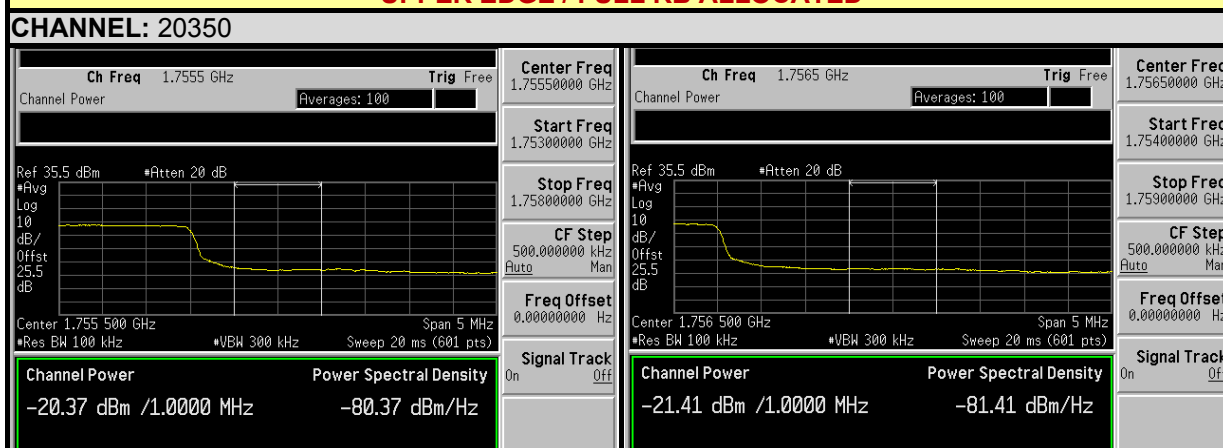 UPPER EDGE / FULL RB ALLOCATED
CHANNEL: 20350
Ch Freq 1.7555 GHz Trig Free
Channel Power Averages: 100
Ref 35.5 dBm #Atten 20 dB
#Avg
Log
10
dB/
Offst
25.5
dB
Center 1.755 500 GHz Span 5 MHz
#Res BW 100 kHz #VBW 300 kHz Sweep 20 ms (601 pts)
Channel Power Power Spectral Density
-20.37 dBm /1.0000 MHz -80.37 dBm/Hz
Center Freq
1.75550000 GHz
Start Freq
1.75300000 GHz
Stop Freq
1.75800000 GHz
CF Step
500.000000 kHz
Auto Man
Freq Offset
0.00000000 Hz
Signal Track
On Off
Ch Freq 1.7565 GHz Trig Free
Channel Power Averages: 100
Ref 35.5 dBm #Atten 20 dB
#Avg
Log
10
dB/
Offst
25.5
dB
Center 1.756 500 GHz Span 5 MHz
#Res BW 100 kHz #VBW 300 kHz Sweep 20 ms (601 pts)
Channel Power Power Spectral Density
-21.41 dBm /1.0000 MHz -81.41 dBm/Hz
Center Freq
1.75650000 GHz
Start Freq
1.75400000 GHz
Stop Freq
1.75900000 GHz
CF Step
500.000000 kHz
Auto Man
Freq Offset
0.00000000 Hz
Signal Track
On Off